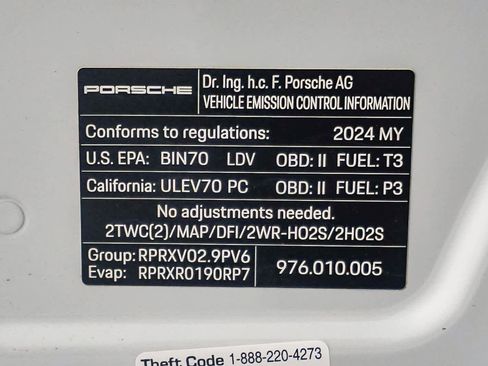 PORSCHE
Dr. Ing. h.c. F. Porsche AG
VEHICLE EMISSION CONTROL INFORMATION
Conforms to regulations: 2024 MY
U.S. EPA: BIN70 LDV OBD: II FUEL: T3
California: ULEV70 PC OBD: II FUEL: P3
No adjustments needed.
2TWC(2)/MAP/DFI/2WR-HO2S/2HO2S
Group: RPRXV02.9PV6
Evap: RPRXR0190RP7
976.010.005
Theft Code 1-888-220-4273